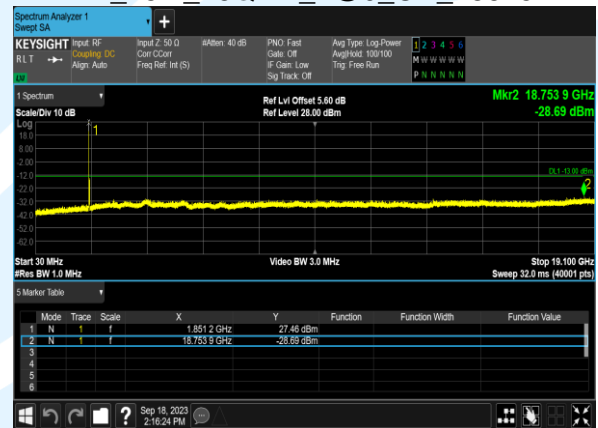 Spectrum Analyzer 1
Swept SA
KEYSIGHT
R L T
Input: RF
Coupling: DC
Align: Auto
Input Z: 50 Ω
Corr CCorr
Freq Ref: Int (S)
#Atten: 40 dB
PNO: Fast
Gate: Off
IF Gain: Low
Sig Track: Off
Avg Type: Log-Power
Avg|Hold: 100/100
Trig: Free Run
1 2 3 4 5 6
M W W W W W
P N N N N N
1 Spectrum
Scale/Div 10 dB
Ref Lvl Offset 5.60 dB
Ref Level 28.00 dBm
Mkr2 18.753 9 GHz
-28.69 dBm
Log
18.0
8.00
-2.00
-12.0
-22.0
-32.0
-42.0
-52.0
-62.0
1
DL1 -13.00 dBm
2
Start 30 MHz
#Res BW 1.0 MHz
Video BW 3.0 MHz
Stop 19.100 GHz
Sweep 32.0 ms (40001 pts)
5 Marker Table
Mode Trace Scale X Y Function Function Width Function Value
1 N 1 f 1.851 2 GHz 27.46 dBm
2 N 1 f 18.753 9 GHz -28.69 dBm
3
4
5
6
Sep 18, 2023
2:16:24 PM